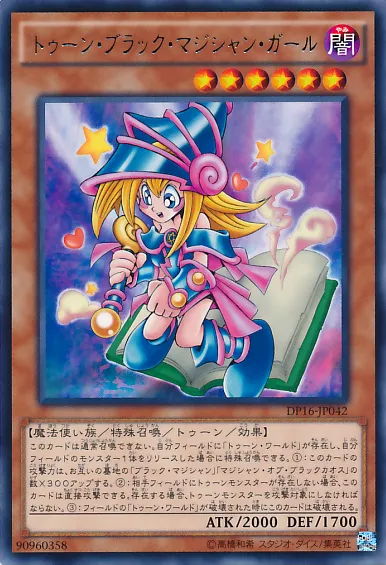 トゥーン・ブラック・マジシャン・ガール
闇
DP16-JP042
【魔法使い族／特殊召喚／トゥーン／効果】
このカードは通常召喚できない。自分フィールドに「トゥーン・ワールド」が存在し、自分
フィールドのモンスター１体をリリースした場合に特殊召喚できる。①：このカードの
攻撃力は、お互いの墓地の「ブラック・マジシャン」「マジシャン・オブ・ブラックカオス」の
数×３００アップする。②：相手フィールドにトゥーンモンスターが存在しない場合、この
カードは直接攻撃できる。存在する場合、トゥーンモンスターを攻撃対象にしなければ
ならない。③：フィールドの「トゥーン・ワールド」が破壊された時にこのカードは破壊される。
ATK/2000 DEF/1700
90960358
©高橋和希 スタジオ・ダイス/集英社